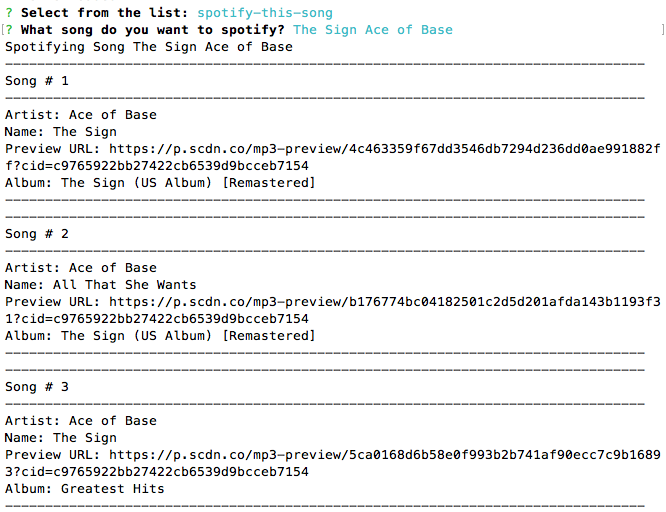 ? Select from the list: spotify-this-song
[? What song do you want to spotify? The Sign Ace of Base ]
Spotifying Song The Sign Ace of Base
--------------------------------------------------------------------------------
Song # 1
--------------------------------------------------------------------------------
Artist: Ace of Base
Name: The Sign
Preview URL: https://p.scdn.co/mp3-preview/4c463359f67dd3546db7294d236dd0ae991882f
f?cid=c9765922bb27422cb6539d9bcceb7154
Album: The Sign (US Album) [Remastered]
--------------------------------------------------------------------------------
--------------------------------------------------------------------------------
Song # 2
--------------------------------------------------------------------------------
Artist: Ace of Base
Name: All That She Wants
Preview URL: https://p.scdn.co/mp3-preview/b176774bc04182501c2d5d201afda143b1193f3
1?cid=c9765922bb27422cb6539d9bcceb7154
Album: The Sign (US Album) [Remastered]
--------------------------------------------------------------------------------
--------------------------------------------------------------------------------
Song # 3
--------------------------------------------------------------------------------
Artist: Ace of Base
Name: The Sign
Preview URL: https://p.scdn.co/mp3-preview/5ca0168d6b58e0f993b2b741af90ecc7c9b1689
3?cid=c9765922bb27422cb6539d9bcceb7154
Album: Greatest Hits
--------------------------------------------------------------------------------